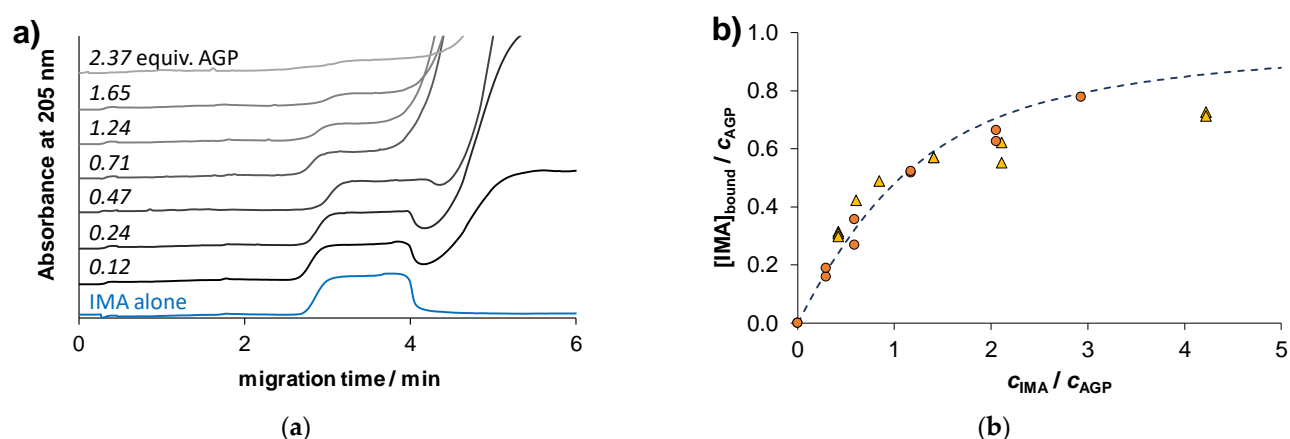 a)
Absorbance at 205 nm
2.37 equiv. AGP
1.65
1.24
0.71
0.47
0.24
0.12
IMA alone
0 2 4 6
migration time / min
(a)
b)
[IMA]bound / cAGP
1.0
0.8
0.6
0.4
0.2
0.0
0 1 2 3 4 5
cIMA / cAGP
(b)